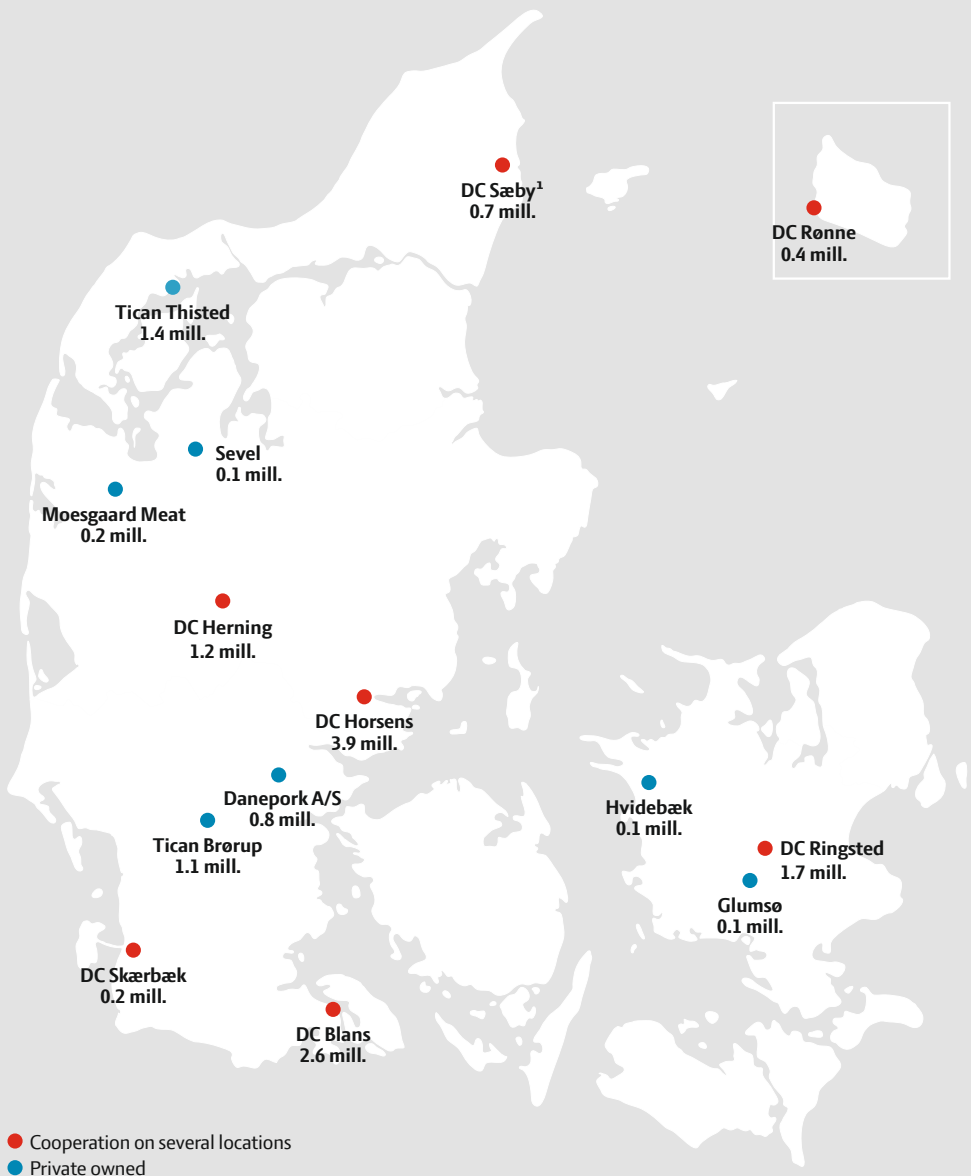 DC Sæby¹
0.7 mill.
DC Rønne
0.4 mill.
Tican Thisted
1.4 mill.
Sevel
0.1 mill.
Moesgaard Meat
0.2 mill.
DC Herning
1.2 mill.
DC Horsens
3.9 mill.
Danepork A/S
0.8 mill.
Hvidebæk
0.1 mill.
Tican Brørup
1.1 mill.
DC Ringsted
1.7 mill.
Glumsø
0.1 mill.
DC Skærbæk
0.2 mill.
DC Blans
2.6 mill.
Cooperation on several locations
Private owned